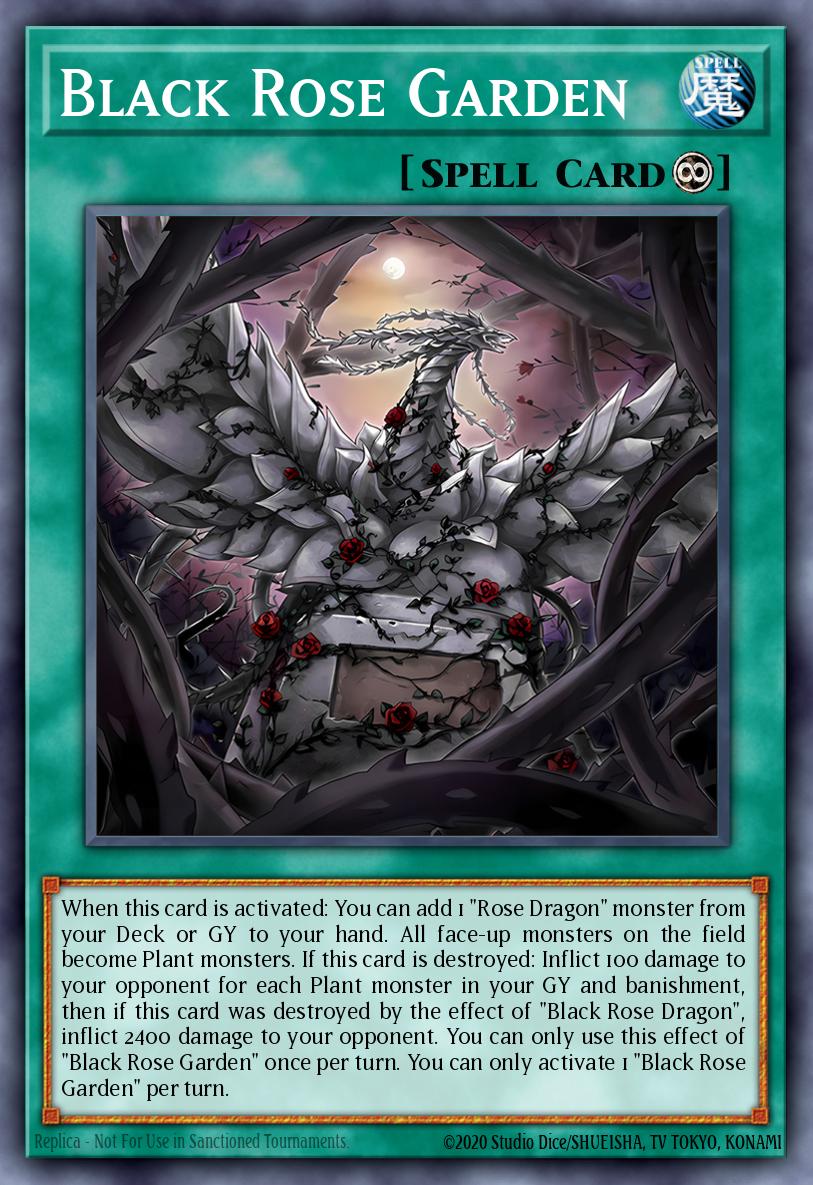 BLACK ROSE GARDEN
SPELL
魔
[SPELL CARD∞]
When this card is activated: You can add 1 "Rose Dragon" monster from
your Deck or GY to your hand. All face-up monsters on the field
become Plant monsters. If this card is destroyed: Inflict 100 damage to
your opponent for each Plant monster in your GY and banishment,
then if this card was destroyed by the effect of "Black Rose Dragon",
inflict 2400 damage to your opponent. You can only use this effect of
"Black Rose Garden" once per turn. You can only activate 1 "Black Rose
Garden" per turn.
Replica - Not For Use in Sanctioned Tournaments.
©2020 Studio Dice/SHUEISHA, TV TOKYO, KONAMI